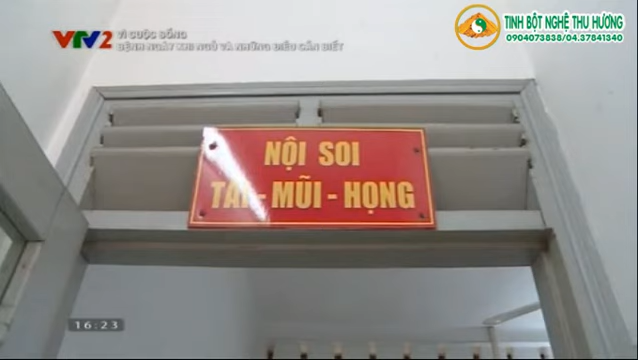 VTV2
VÌ CUỘC SỐNG
BỆNH NGÁY KHI NGỦ VÀ NHỮNG ĐIỀU CẦN BIẾT
TINH BỘT NGHỆ THU HƯƠNG
0904073838/04.37841340
NỘI SOI
TAI - MŨI - HỌNG
16:23